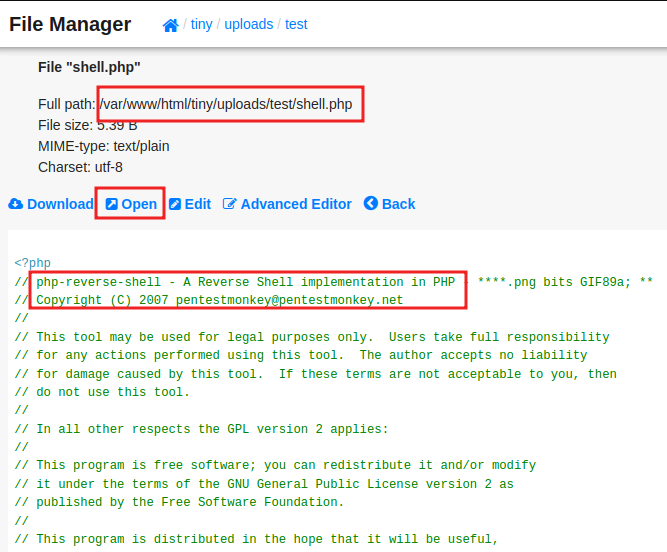 File Manager / tiny / uploads / test
File "shell.php"
Full path: /var/www/html/tiny/uploads/test/shell.php
File size: 5.39 B
MIME-type: text/plain
Charset: utf-8
Download Open Edit Advanced Editor Back
<?php
// php-reverse-shell - A Reverse Shell implementation in PHP - ****.png bits GIF89a; **
// Copyright (C) 2007 pentestmonkey@pentestmonkey.net
//
// This tool may be used for legal purposes only.  Users take full responsibility
// for any actions performed using this tool.  The author accepts no liability
// for damage caused by this tool.  If these terms are not acceptable to you, then
// do not use this tool.
//
// In all other respects the GPL version 2 applies:
//
// This program is free software; you can redistribute it and/or modify
// it under the terms of the GNU General Public License version 2 as
// published by the Free Software Foundation.
//
// This program is distributed in the hope that it will be useful,